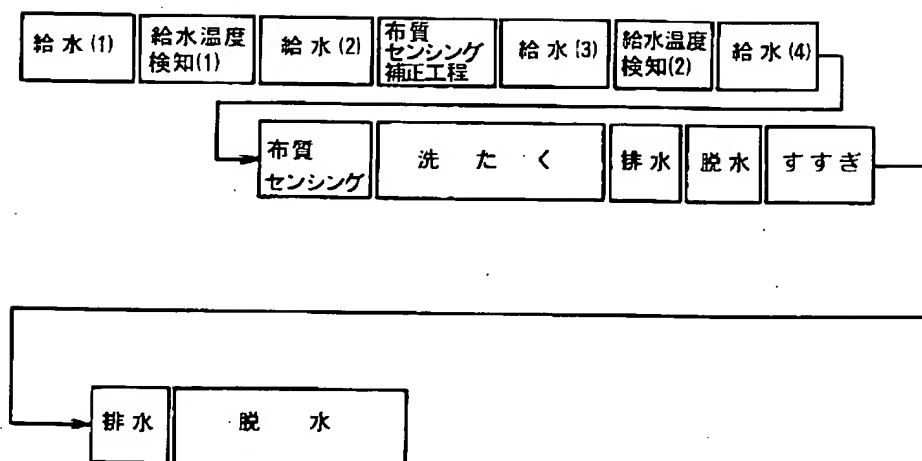 給水(1)
給水温度
検知(1)
給水(2)
布質
センシング
補正工程
給水(3)
給水温度
検知(2)
給水(4)
布質
センシング
洗たく
排水
脱水
すすぎ
排水
脱水